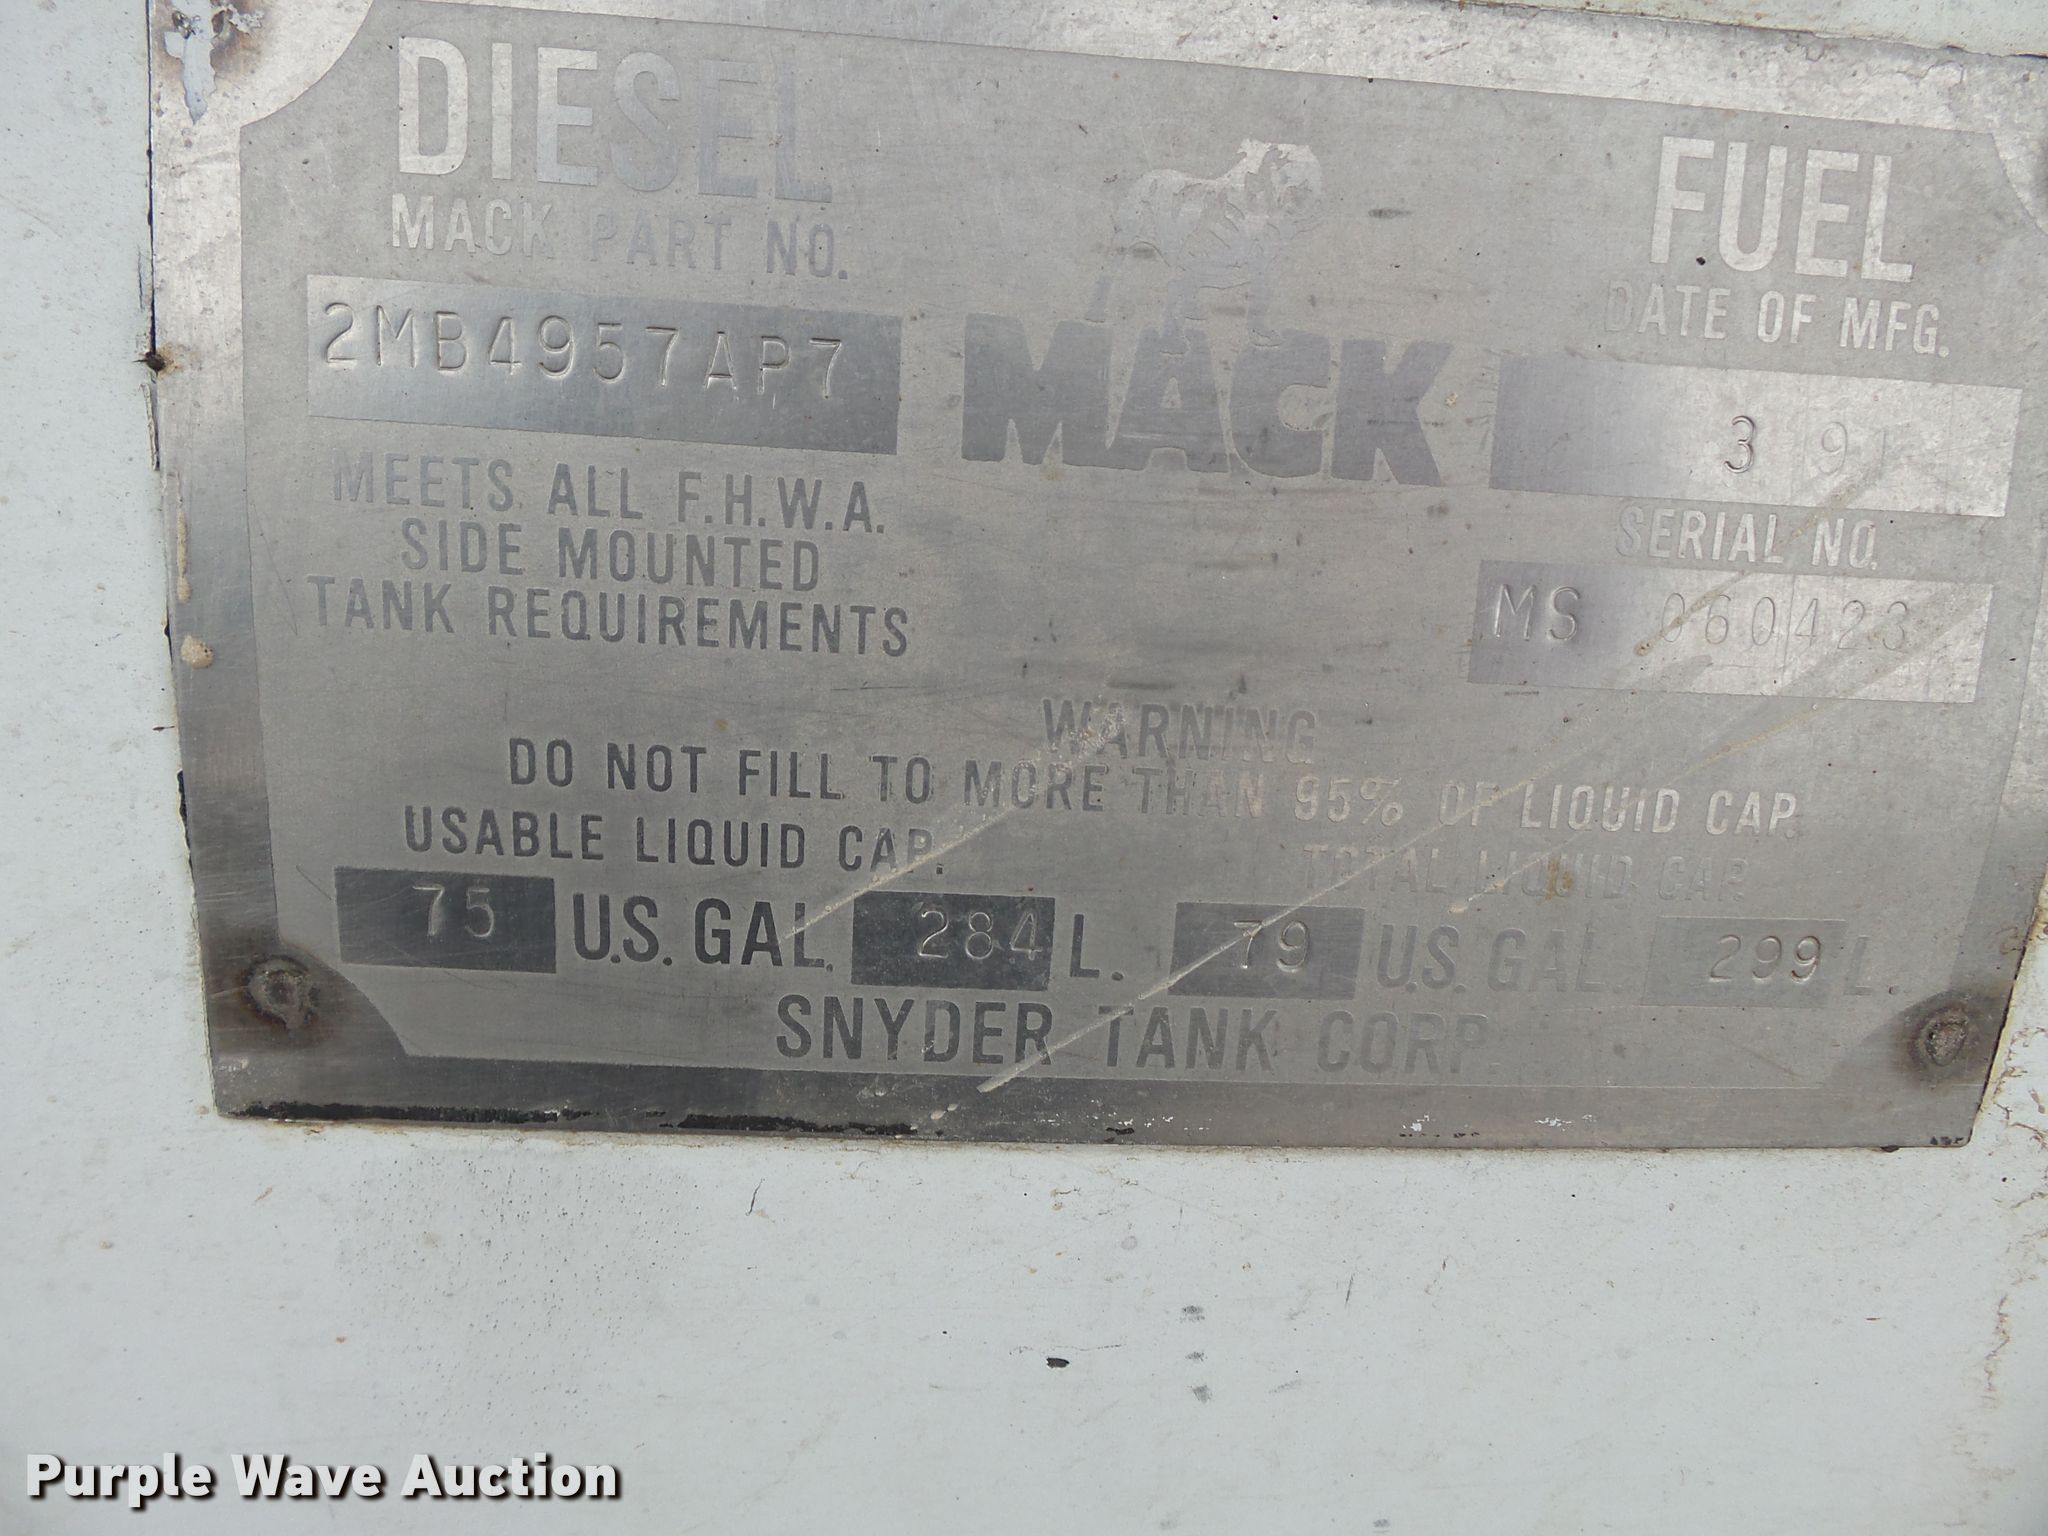 DIESEL FUEL
MACK PART NO.
DATE OF MFG.
2MB4957AP7
MACK
3 91
MEETS ALL F.H.W.A.
SIDE MOUNTED
TANK REQUIREMENTS
SERIAL NO.
MS 060423
WARNING
DO NOT FILL TO MORE THAN 95% OF LIQUID CAP.
USABLE LIQUID CAP. TOTAL LIQUID CAP.
75 U.S. GAL. 284 L. 79 U.S. GAL. 299 L.
SNYDER TANK CORP.
Purple Wave Auction